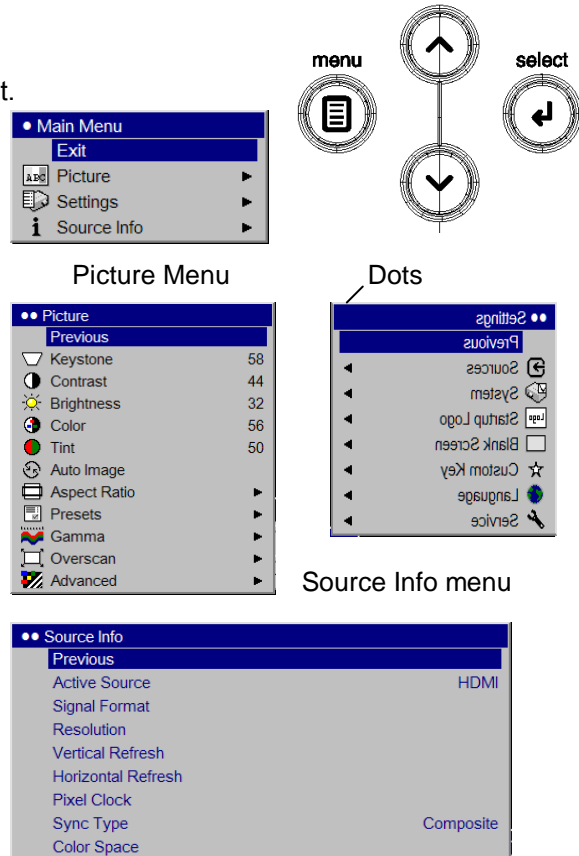 menu
select
t.
• Main Menu
Exit
ABC Picture
Settings
i Source Info
Picture Menu
Dots
•• Picture
Previous
Keystone 58
Contrast 44
Brightness 32
Color 56
Tint 50
Auto Image
Aspect Ratio
Presets
Gamma
Overscan
Advanced
•• Settings
Previous
Sources
System
Logo Startup Logo
Blank Screen
Custom Key
Language
Service
Source Info menu
•• Source Info
Previous
Active Source HDMI
Signal Format
Resolution
Vertical Refresh
Horizontal Refresh
Pixel Clock
Sync Type Composite
Color Space